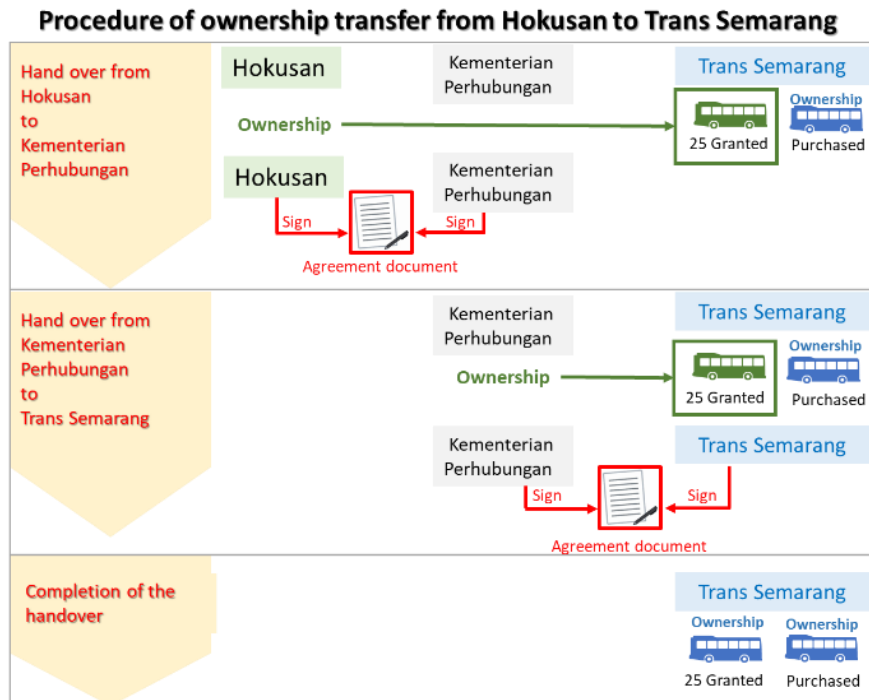 Procedure of ownership transfer from Hokusan to Trans Semarang
Hand over from
Hokusan
to
Kementerian
Perhubungan
Hokusan
Kementerian
Perhubungan
Trans Semarang
Ownership
25 Granted
Ownership
Purchased
Hokusan
Kementerian
Perhubungan
Sign
Sign
Agreement document
Hand over from
Kementerian
Perhubungan
to
Trans Semarang
Kementerian
Perhubungan
Trans Semarang
Ownership
25 Granted
Ownership
Purchased
Kementerian
Perhubungan
Trans Semarang
Sign
Sign
Agreement document
Completion of the
handover
Trans Semarang
Ownership
Ownership
25 Granted
Purchased